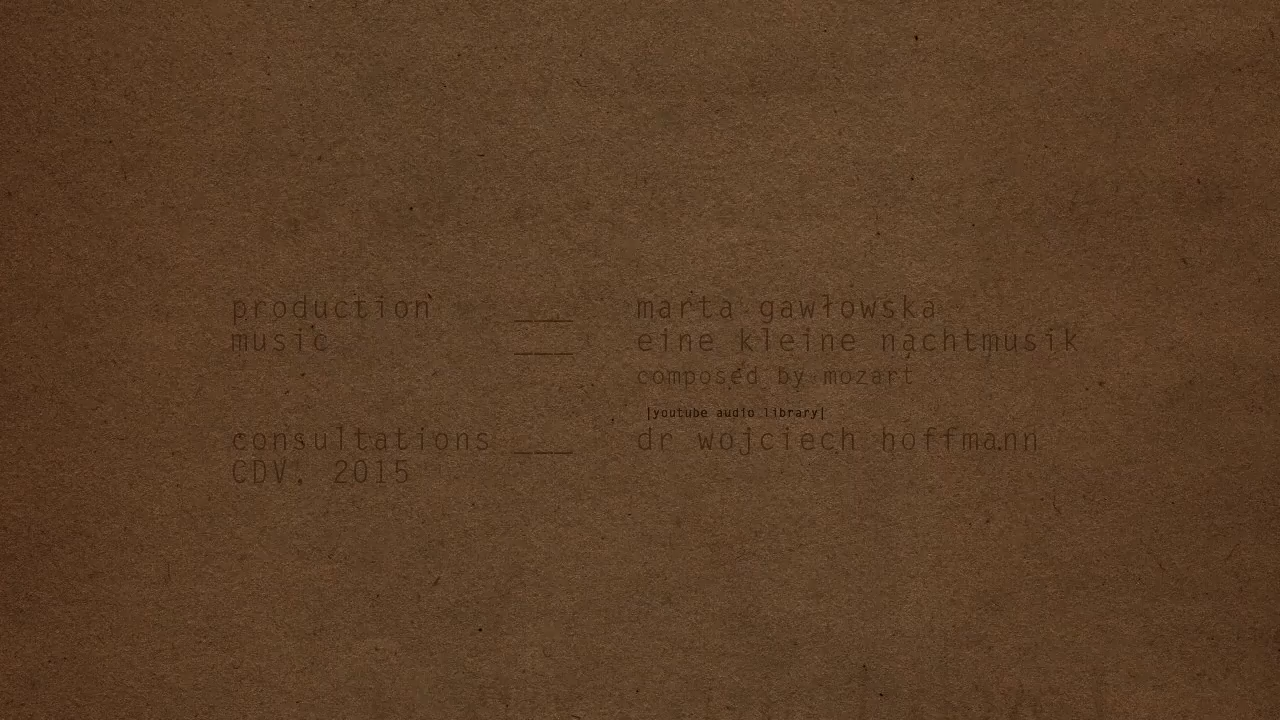 production ___ marta gawłowska
music ___ eine kleine nachtmusik
composed by mozart
|youtube audio library|
consultations ___ dr wojciech hoffmann
CDV, 2015